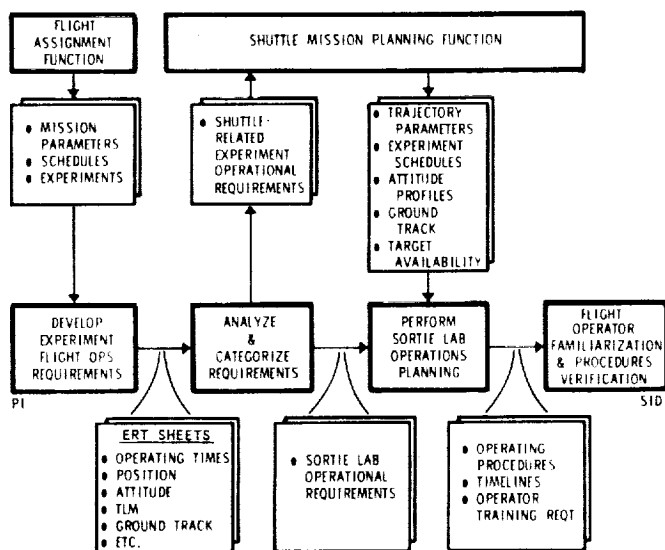 FLIGHT
ASSIGNMENT
FUNCTION
SHUTTLE MISSION PLANNING FUNCTION
• MISSION
PARAMETERS
• SCHEDULES
• EXPERIMENTS
• SHUTTLE-
RELATED
EXPERIMENT
OPERATIONAL
REQUIREMENTS
• TRAJECTORY
PARAMETERS
• EXPERIMENT
SCHEDULES
• ATTITUDE
PROFILES
• GROUND
TRACK
• TARGET
AVAILABILITY
DEVELOP
EXPERIMENT
FLIGHT OPS
REQUIREMENTS
PI
ANALYZE
&
CATEGORIZE
REQUIREMENTS
PERFORM
SORTIE LAB
OPERATIONS
PLANNING
FLIGHT
OPERATOR
FAMILIARIZATION
& PROCEDURES
VERIFICATION
SID
ERT SHEETS
• OPERATING TIMES
• POSITION
• ATTITUDE
• TLM
• GROUND TRACK
• ETC.
• SORTIE LAB
OPERATIONAL
REQUIREMENTS
• OPERATING
PROCEDURES
• TIMELINES
• OPERATOR
TRAINING REQT